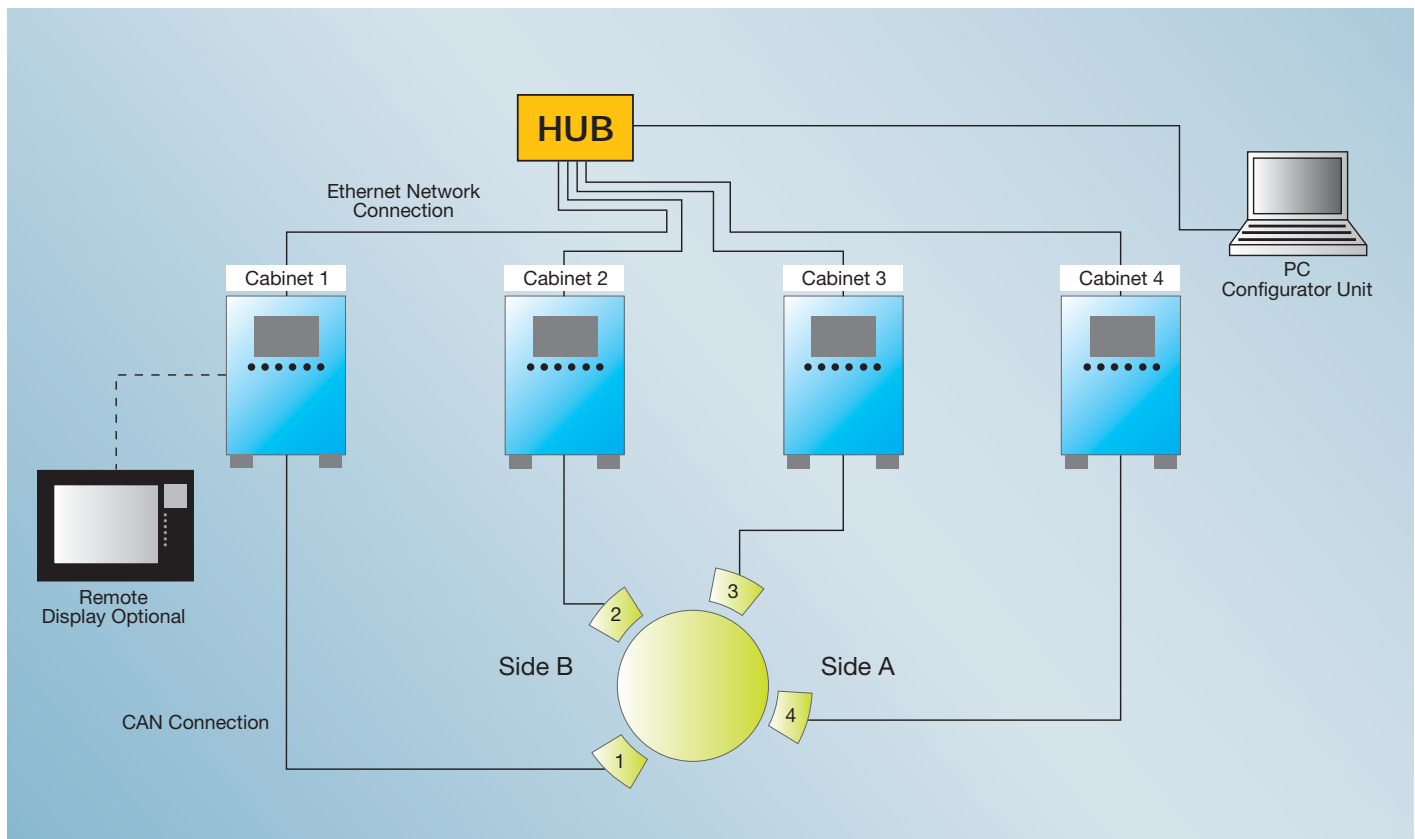 HUB
Ethernet Network
Connection
Cabinet 1
Cabinet 2
Cabinet 3
Cabinet 4
PC
Configurator Unit
Remote
Display Optional
2
3
Side B
Side A
4
CAN Connection
1